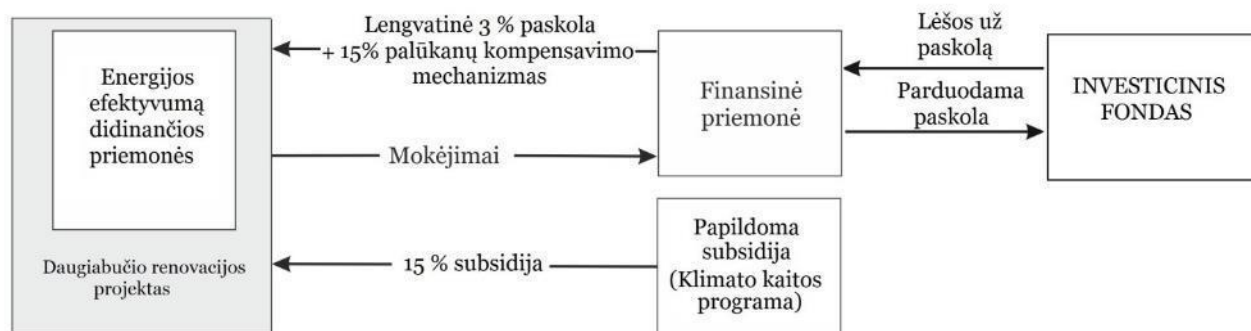 Energijos
efektyvumą
didinančios
priemonės
Daugiabučio renovacijos
projektas
Lengvatinė 3 % paskola
+ 15% palūkanų kompensavimo
mechanizmas
Mokėjimai
15 % subsidija
Finansinė
priemonė
Papildoma
subsidija
(Klimato kaitos
programa)
Lėšos už
paskolą
Parduodama
paskola
INVESTICINIS
FONDAS